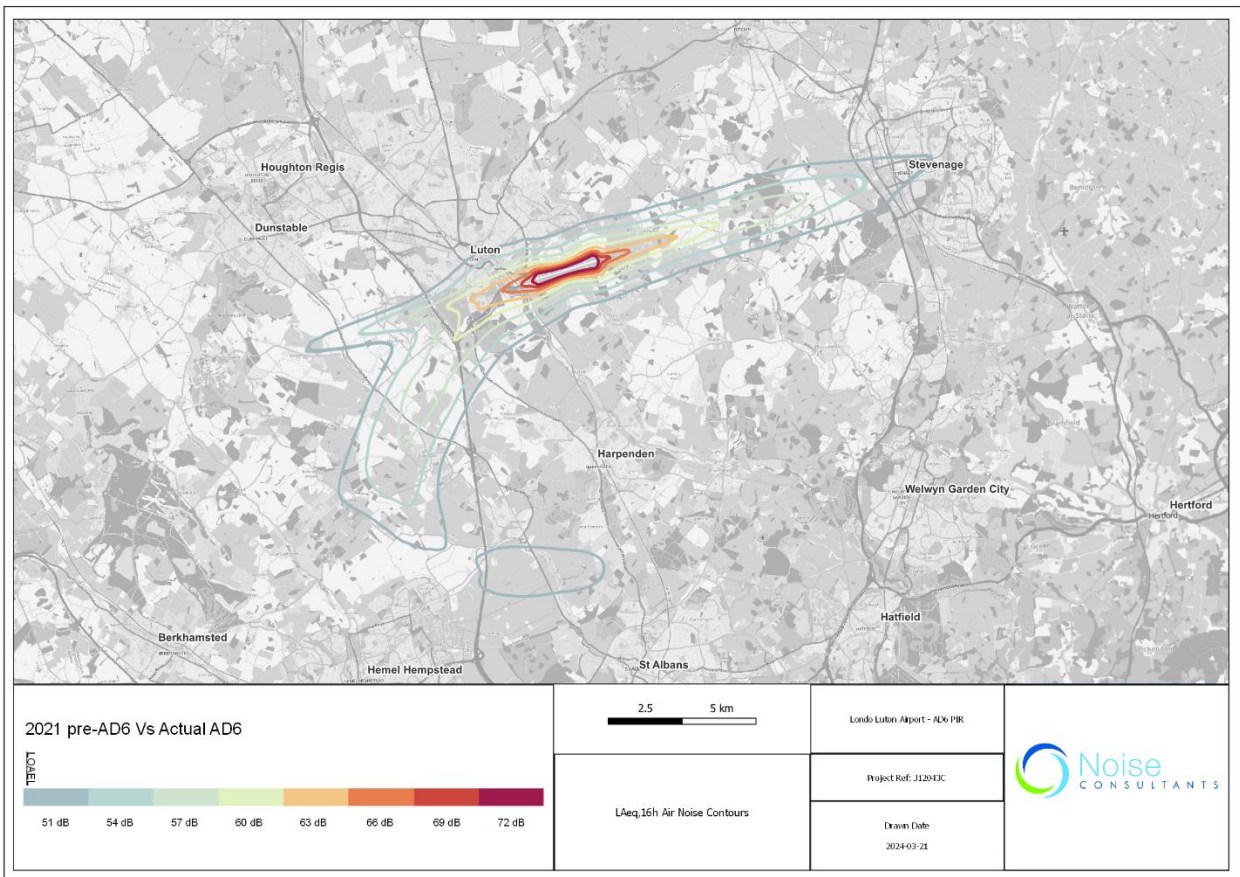 Stevenage
Houghton Regis
Dunstable
Luton
Harpenden
Welwyn Garden City
Hertford
Hertford
Hatfield
Berkhamsted
St Albans
Hemel Hempstead
2021 pre-AD6 Vs Actual AD6
LOAEL
51 dB 54 dB 57 dB 60 dB 63 dB 66 dB 69 dB 72 dB
2.5 5 km
LAeq,16h Air Noise Contours
Londo Luton Airport - AD6 PIR
Project Ref: J12043C
Drawn Date
2024-03-21
Noise
CONSULTANTS